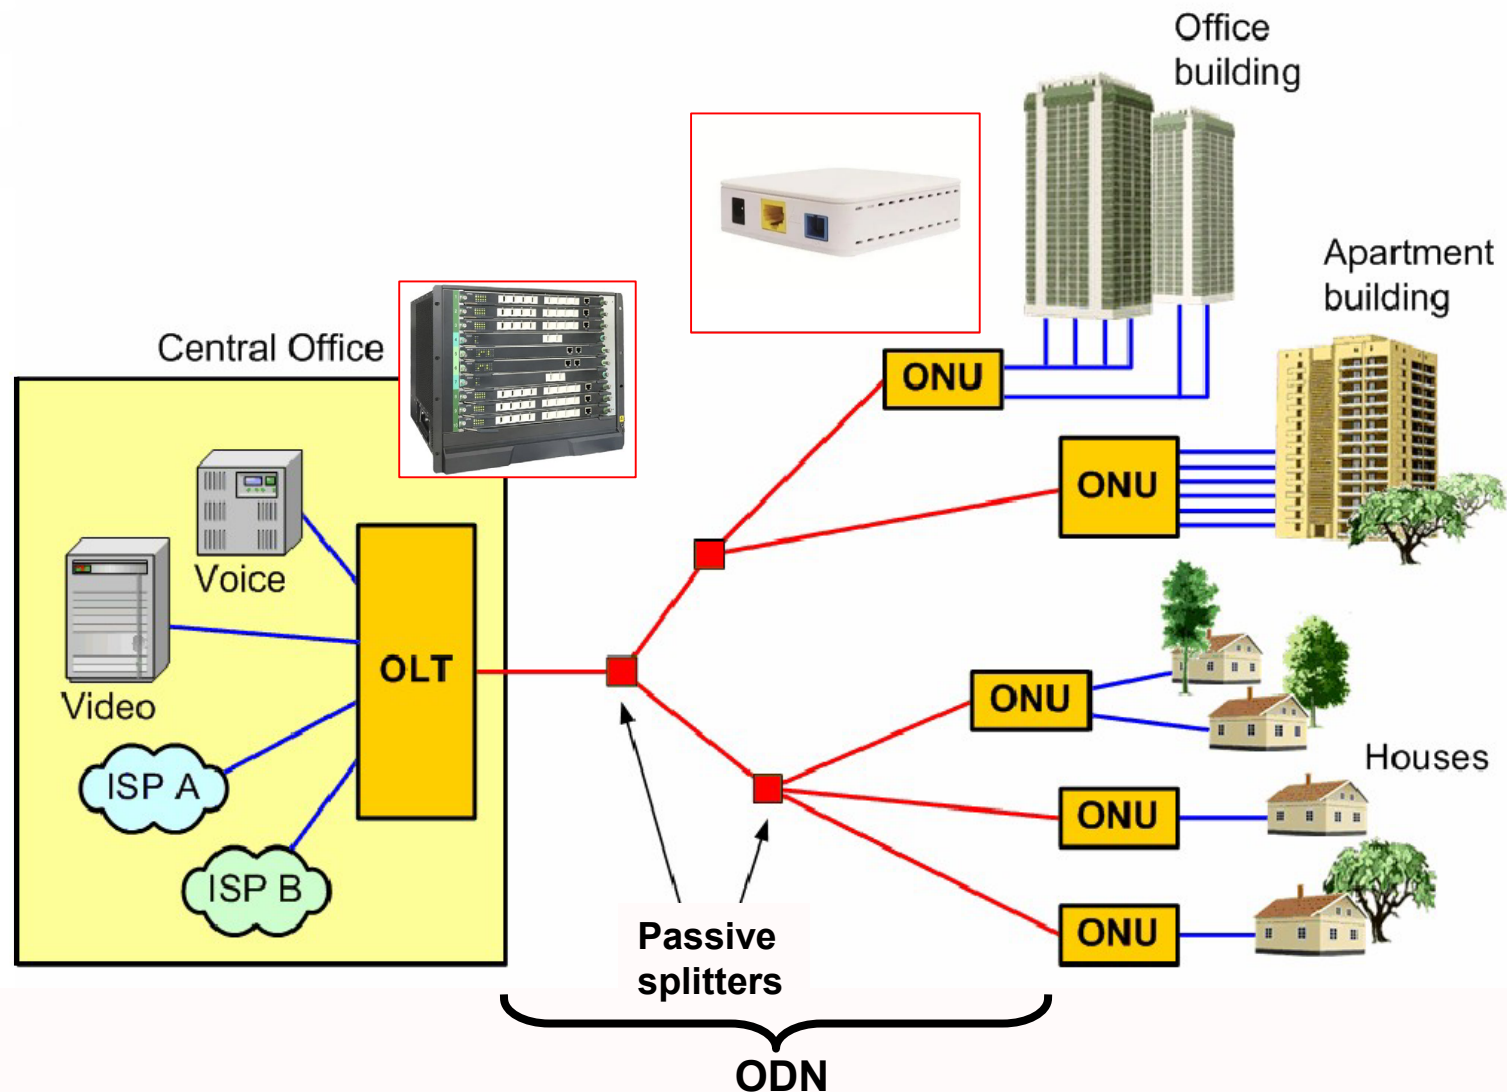 Office
building
Apartment
building
Central Office
ONU
ONU
Voice
OLT
Video
ONU
Houses
ISP A
ONU
ISP B
ONU
Passive
splitters
ODN